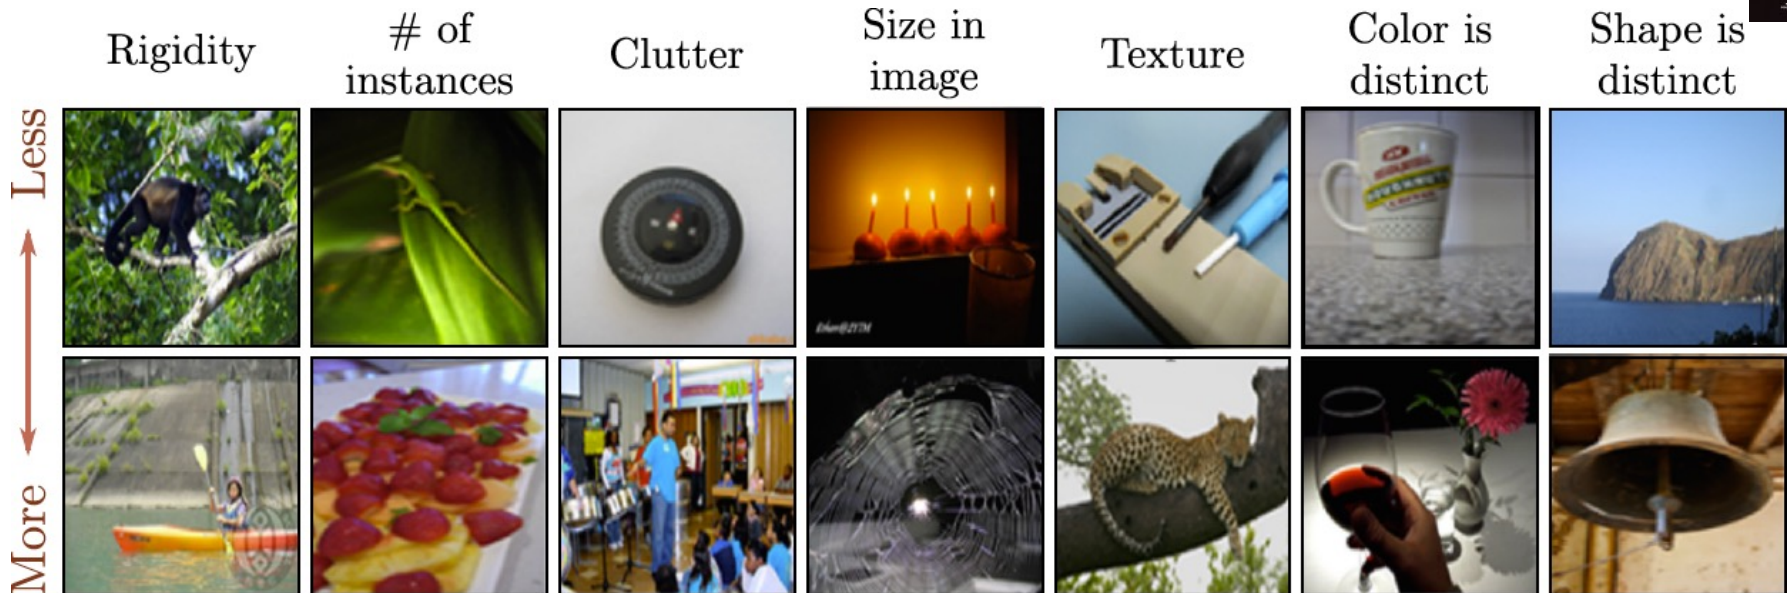 Rigidity
# of
instances
Clutter
Size in
image
Texture
Color is
distinct
Shape is
distinct
Less
More